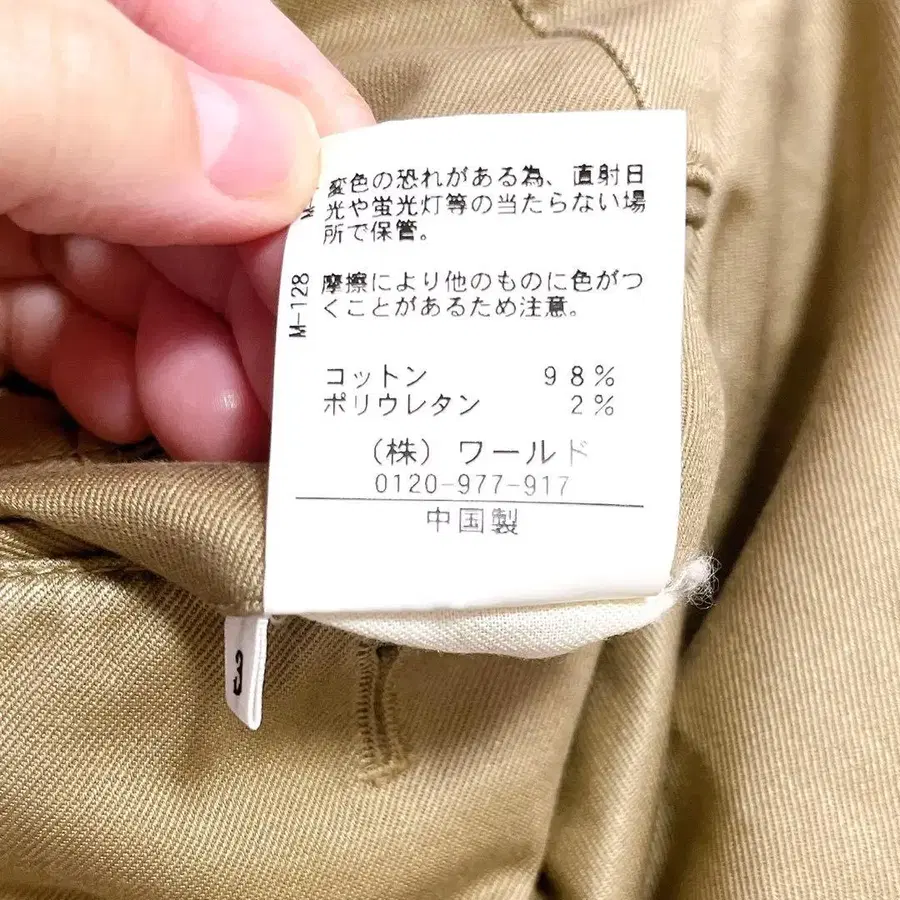 変色の恐れがある為、直射日
光や蛍光灯等の当たらない場
所で保管。
摩擦により他のものに色がつ
くことがあるため注意。
コットン 98%
ポリウレタン 2%
(株) ワールド
0120-977-917
中国製
M-128
3